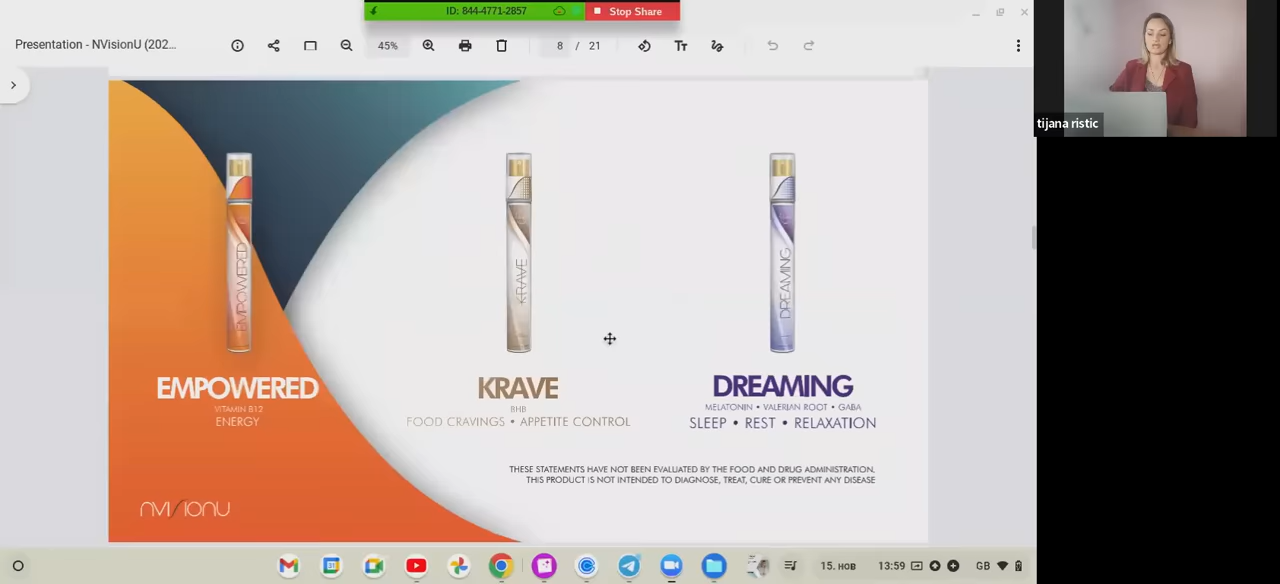 ID: 844-4771-2857
Stop Share
Presentation - NVisionU (202...
45%
8 / 21
tijana ristic
EMPOWERED
KRAVE
DREAMING
EMPOWERED
VITAMIN B12
ENERGY
KRAVE
BHB
FOOD CRAVINGS • APPETITE CONTROL
DREAMING
MELATONIN • VALERIAN ROOT • GABA
SLEEP • REST • RELAXATION
THESE STATEMENTS HAVE NOT BEEN EVALUATED BY THE FOOD AND DRUG ADMINISTRATION.
THIS PRODUCT IS NOT INTENDED TO DIAGNOSE, TREAT, CURE OR PREVENT ANY DISEASE
nvisionu
15. нов
13:59
GB